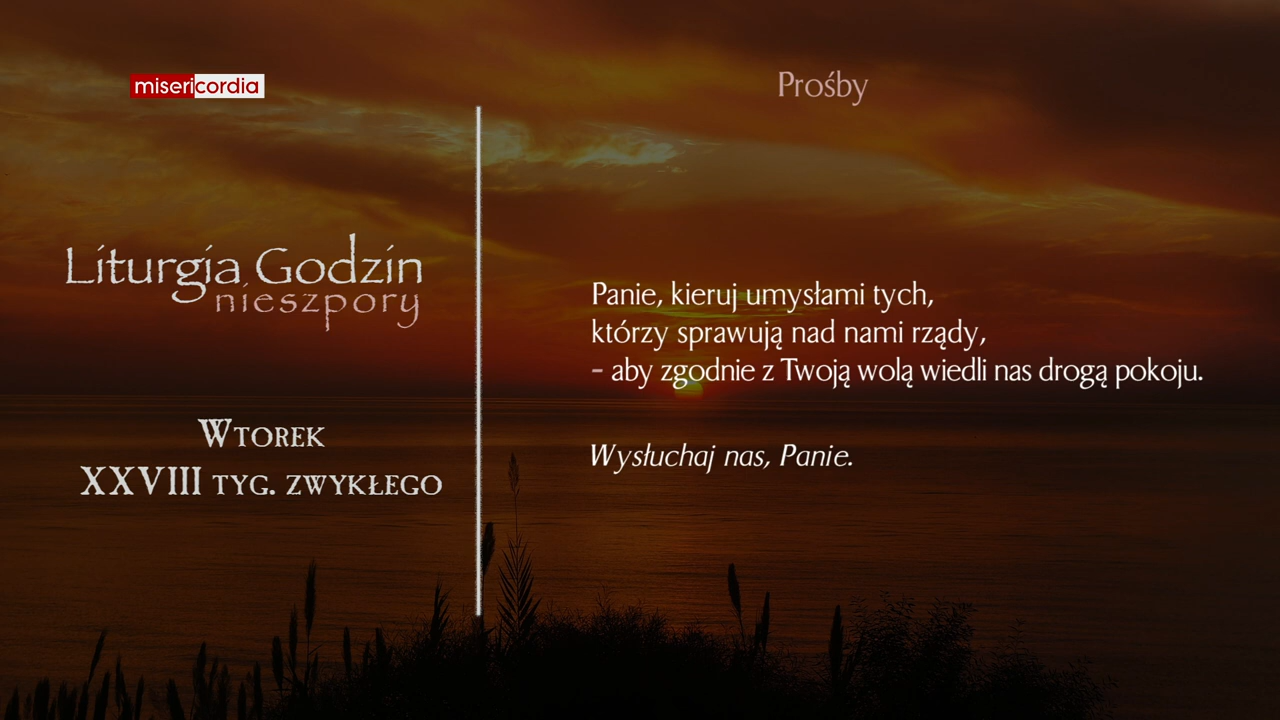 misericordia
Liturgia Godzin
nieszpory
Wtorek
XXVIII tyg. zwykłego
Prośby
Panie, kieruj umysłami tych,
którzy sprawują nad nami rządy,
- aby zgodnie z Twoją wolą wiedli nas drogą pokoju.
Wysłuchaj nas, Panie.